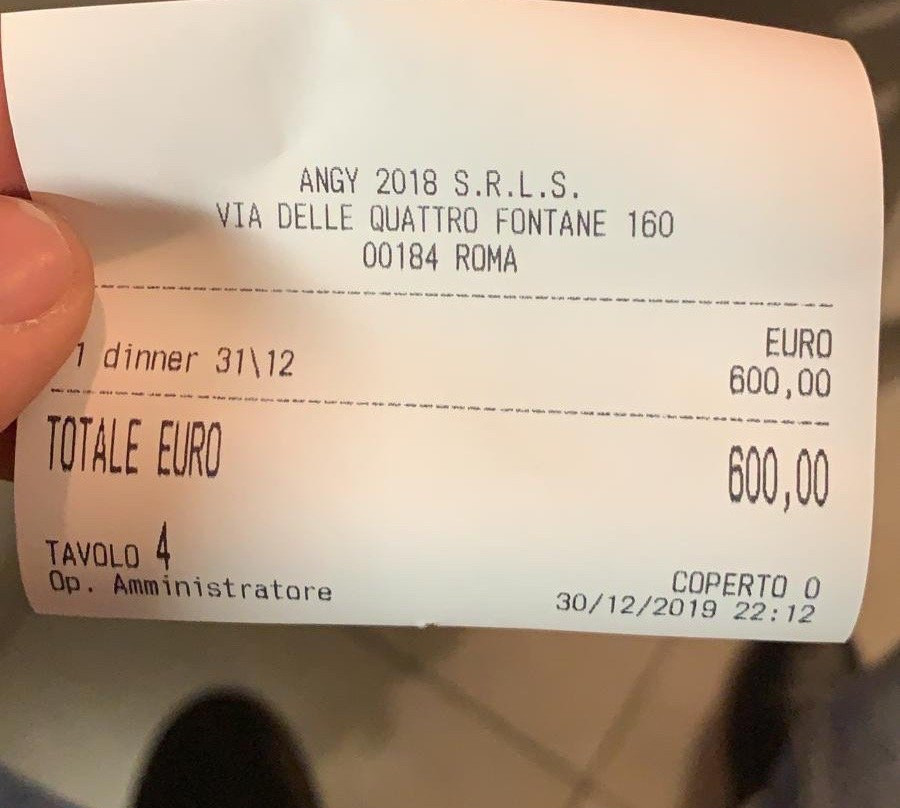 ANGY 2018 S.R.L.S.
VIA DELLE QUATTRO FONTANE 160
00184 ROMA
EURO
1 dinner 31\12 600,00
TOTALE EURO 600,00
TAVOLO 4 COPERTO 0
Op. Amministratore 30/12/2019 22:12